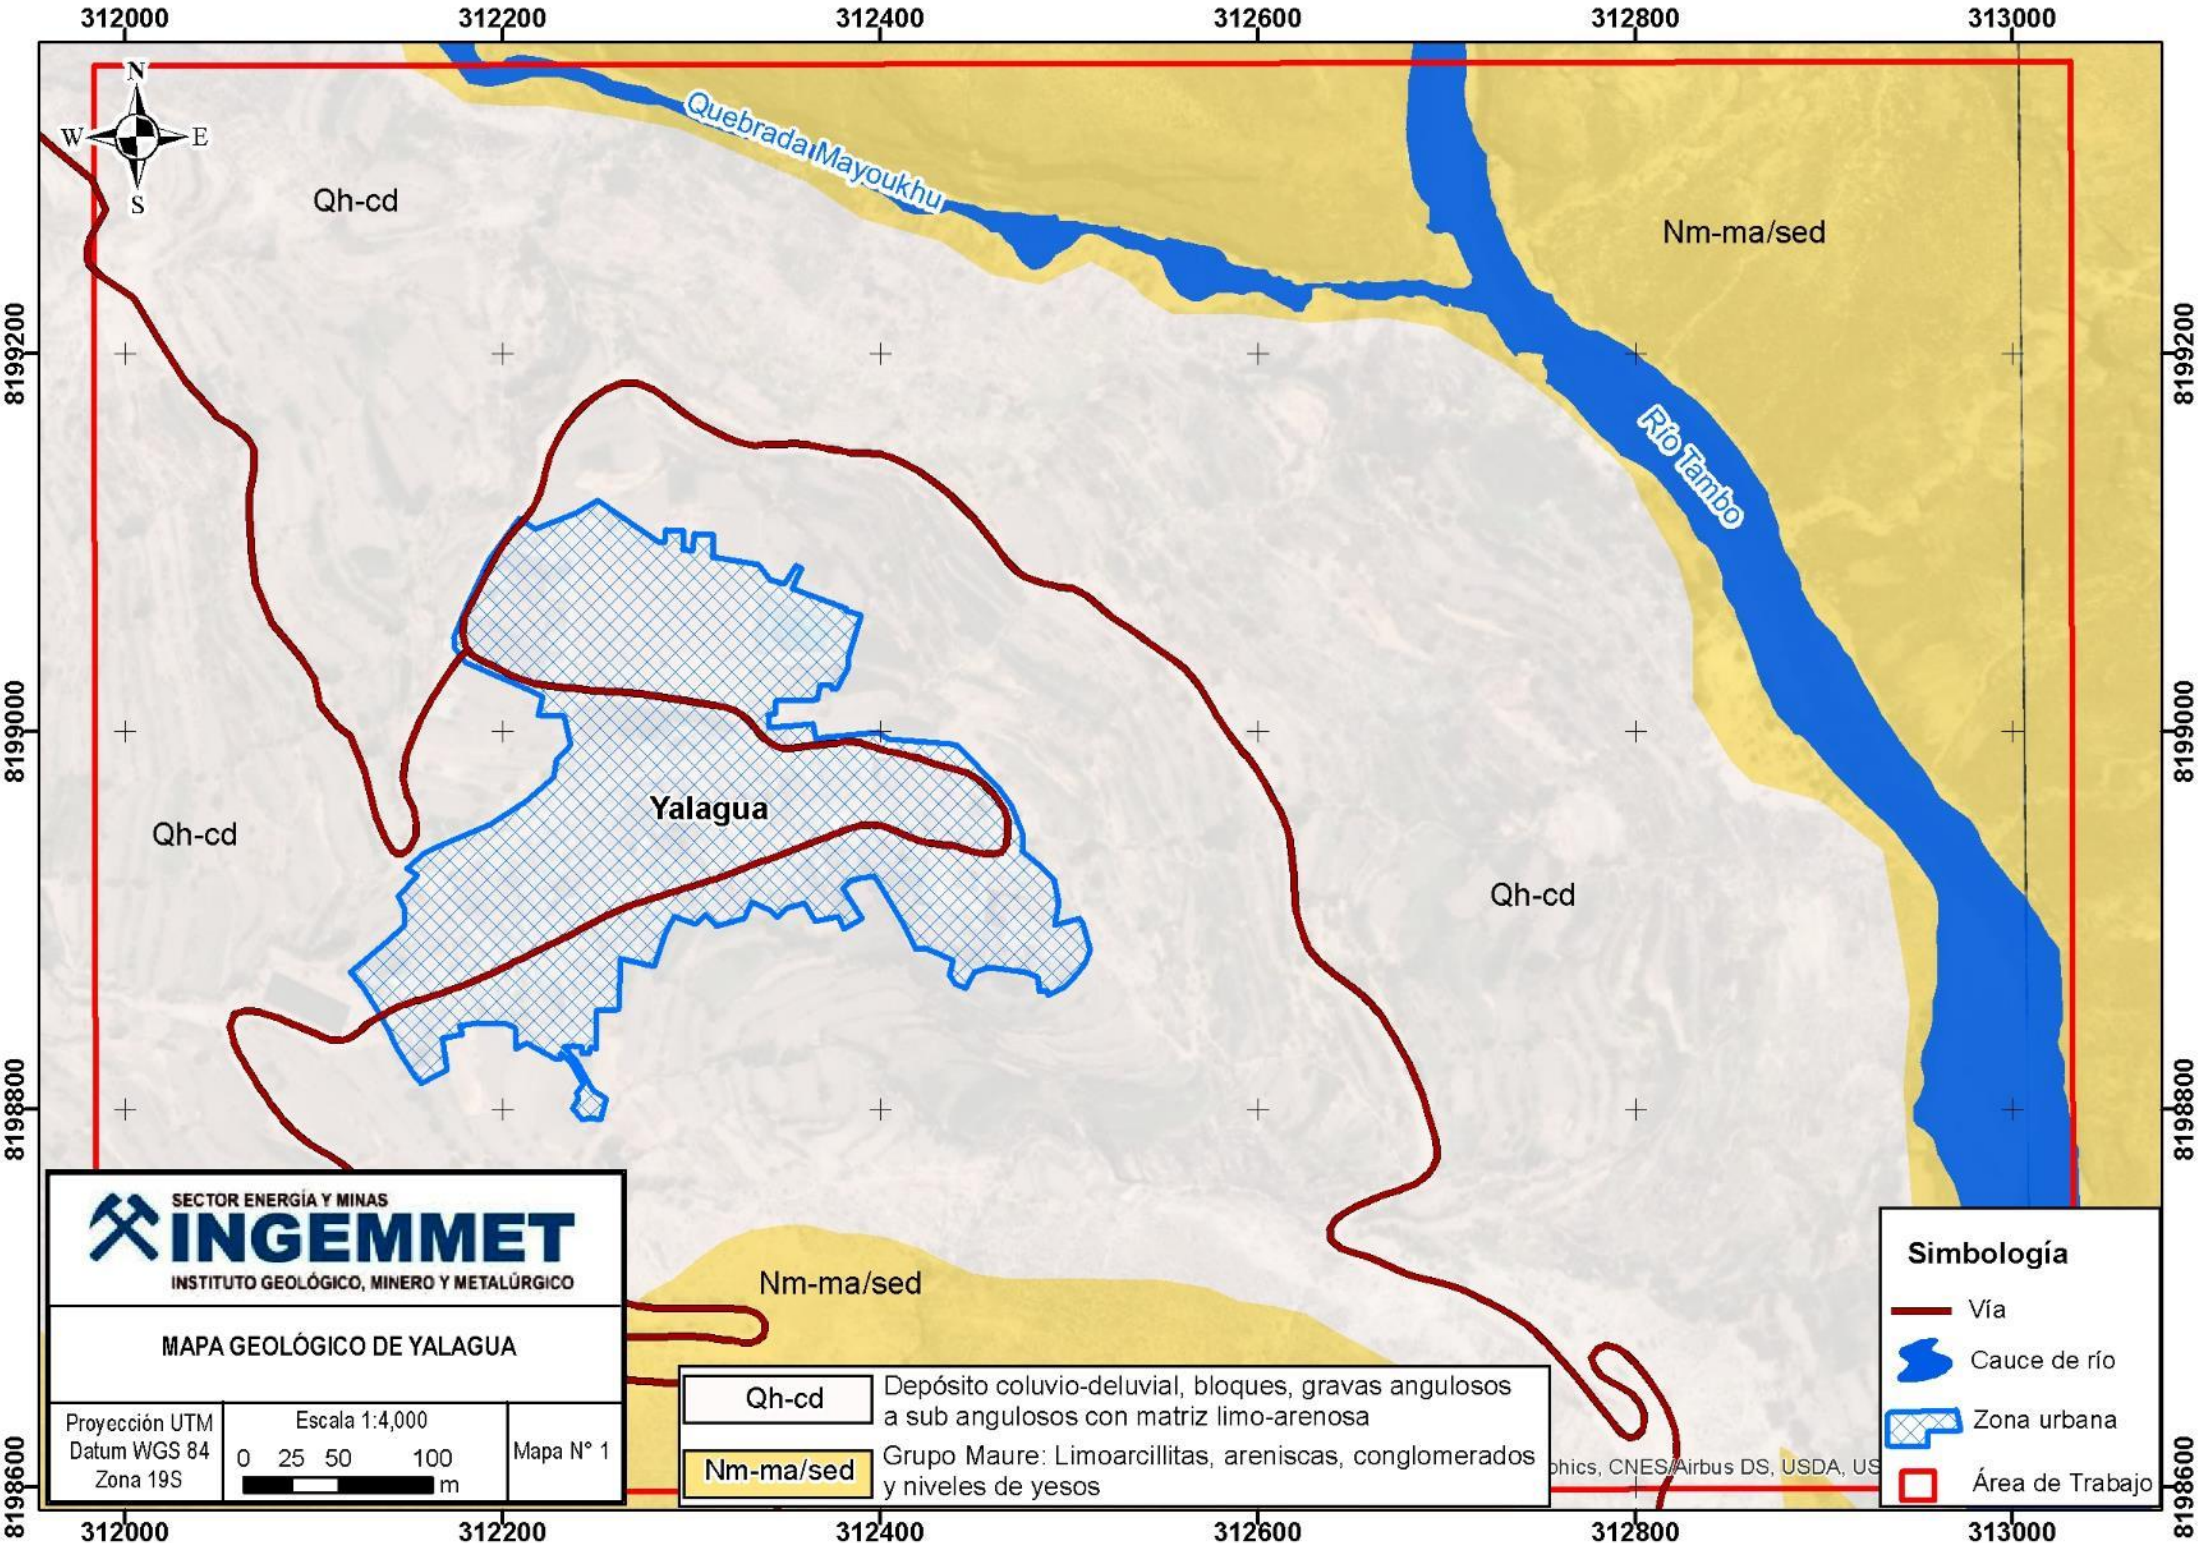 312000 312200 312400 312600 312800 313000
N
W E
S
Quebrada Mayoukhu
Qh-cd
Nm-ma/sed
8199200
8199200
Río Tambo
8199000
8199000
Yalagua
Qh-cd
Qh-cd
8198800
8198800
SECTOR ENERGÍA Y MINAS
INGEMMET
INSTITUTO GEOLÓGICO, MINERO Y METALÚRGICO
MAPA GEOLÓGICO DE YALAGUA
Proyección UTM
Datum WGS 84
Zona 19S
Escala 1:4,000
0 25 50 100
m
Mapa N° 1
Nm-ma/sed
Qh-cd
Depósito coluvio-deluvial, bloques, gravas angulosos
a sub angulosos con matriz limo-arenosa
Nm-ma/sed
Grupo Maure: Limoarcillitas, areniscas, conglomerados
y niveles de yesos
phics, CNES/Airbus DS, USDA, US
Simbología
Vía
Cauce de río
Zona urbana
Área de Trabajo
8198600
8198600
312000 312200 312400 312600 312800 313000